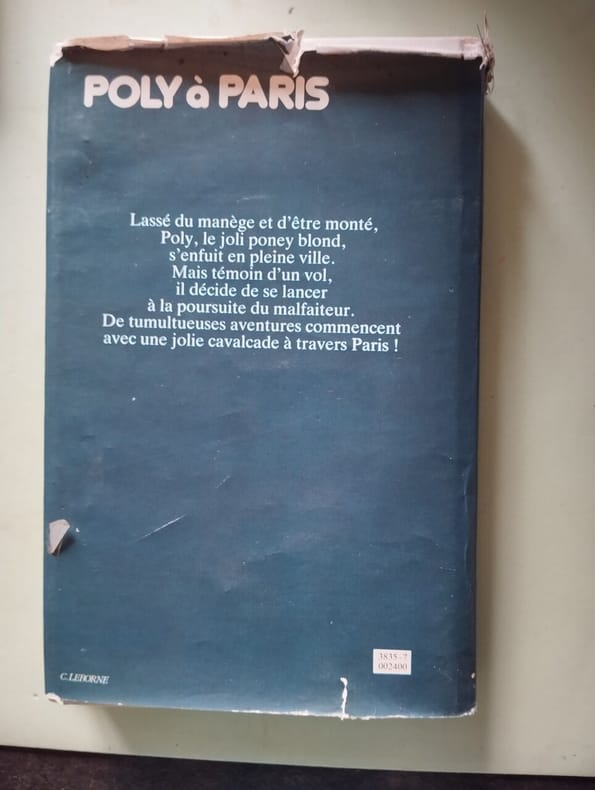 POLY à PARIS
Lassé du manège et d'être monté,
Poly, le joli poney blond,
s'enfuit en pleine ville.
Mais témoin d'un vol,
il décide de se lancer
à la poursuite du malfaiteur.
De tumultueuses aventures commencent
avec une jolie cavalcade à travers Paris !
3835-7
002400
C. LEBORNE